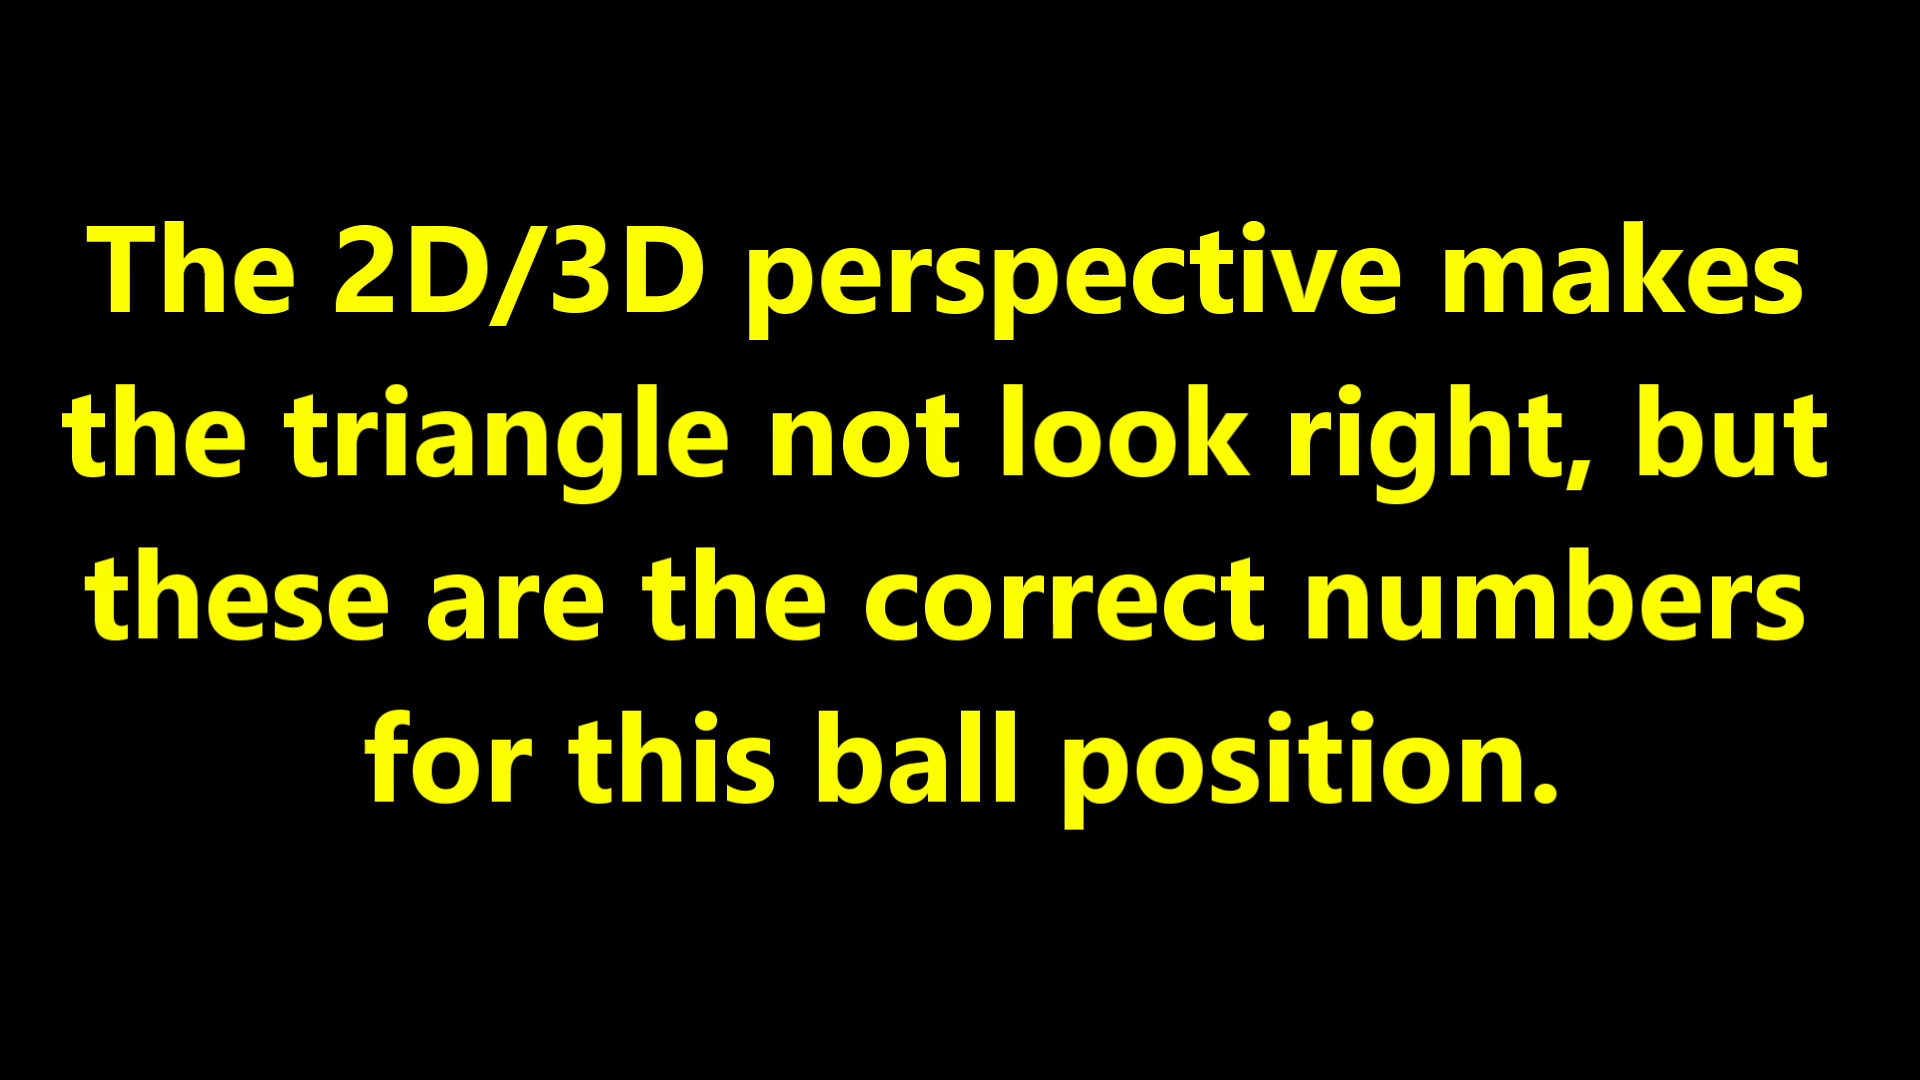 The 2D/3D perspective makes
the triangle not look right, but
these are the correct numbers
for this ball position.